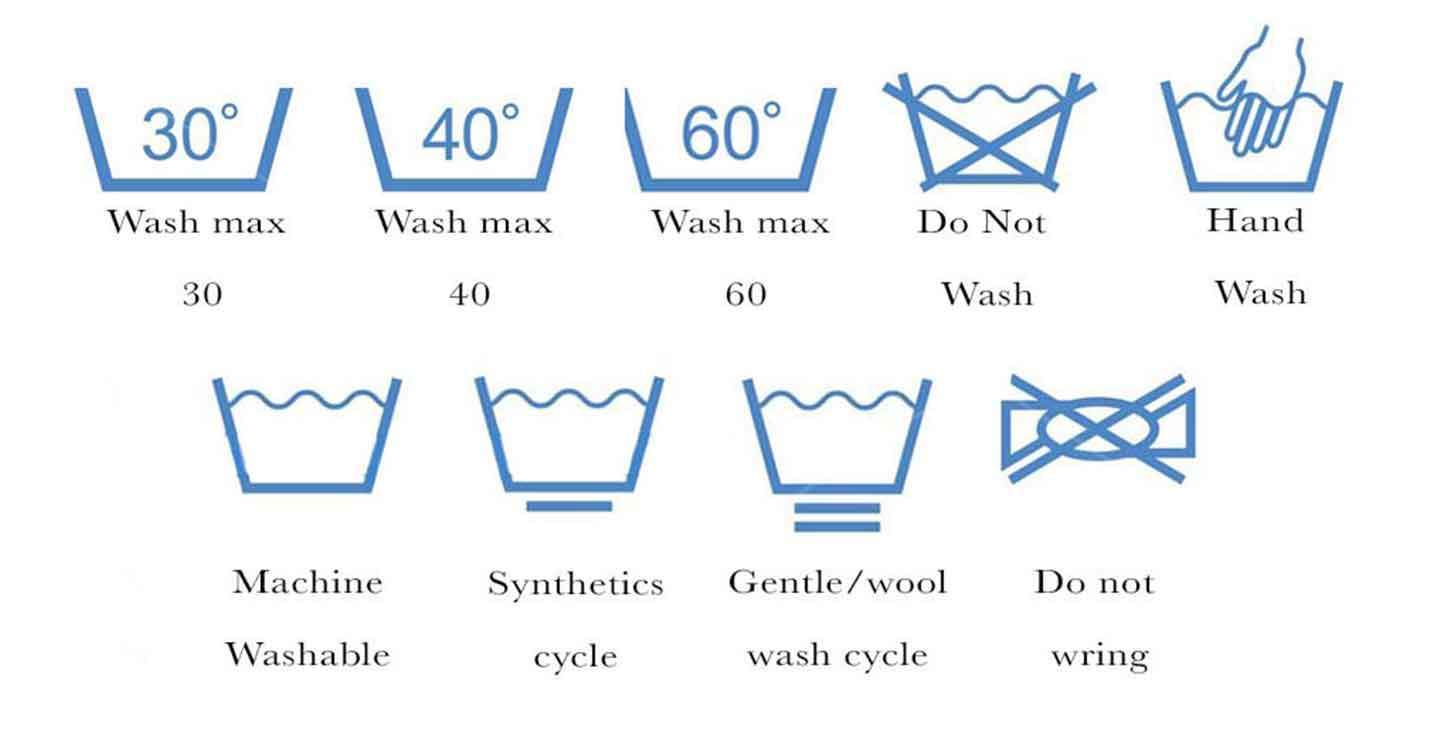 30° 40° 60°
Wash max Wash max Wash max Do Not Hand
30 40 60 Wash Wash
Machine Synthetics Gentle/wool Do not
Washable cycle wash cycle wring